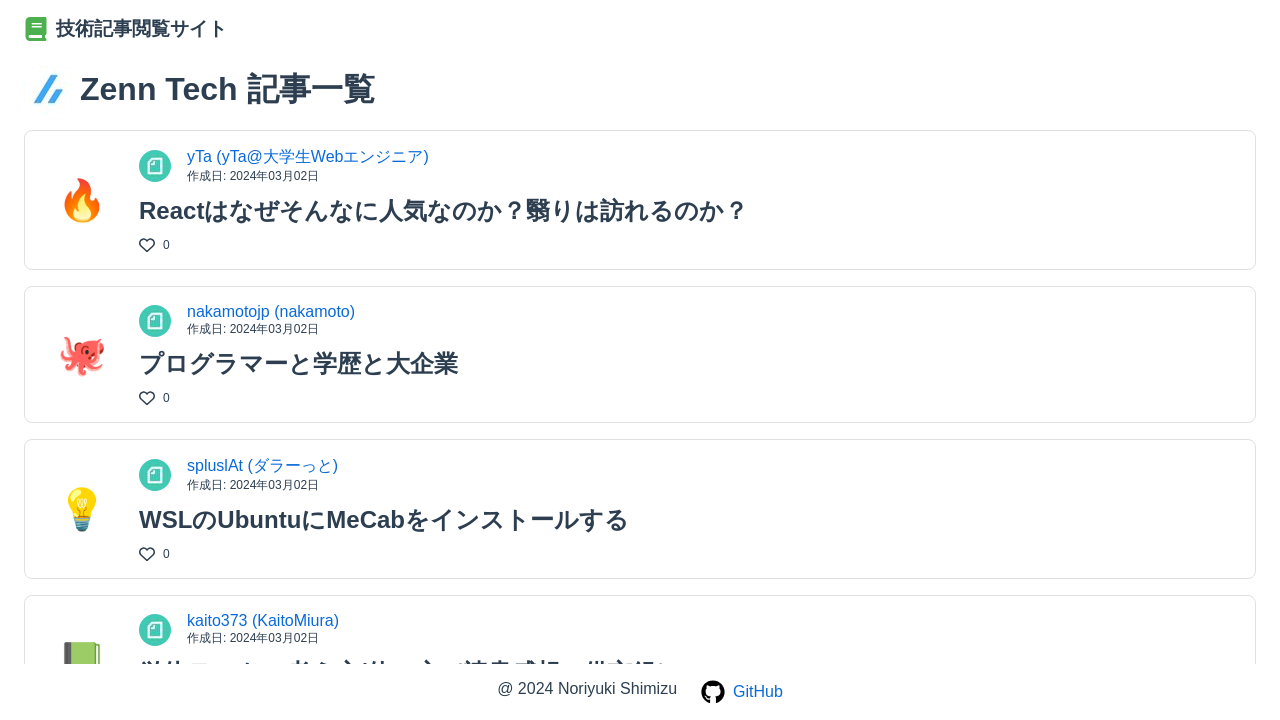 技術記事閲覧サイト
Zenn Tech 記事一覧
yTa (yTa@大学生Webエンジニア)
作成日: 2024年03月02日
Reactはなぜそんなに人気なのか？翳りは訪れるのか？
0
nakamotojp (nakamoto)
作成日: 2024年03月02日
プログラマーと学歴と大企業
0
spluslAt (ダラーっと)
作成日: 2024年03月02日
WSLのUbuntuにMeCabをインストールする
0
kaito373 (KaitoMiura)
作成日: 2024年03月02日
@ 2024 Noriyuki Shimizu
GitHub